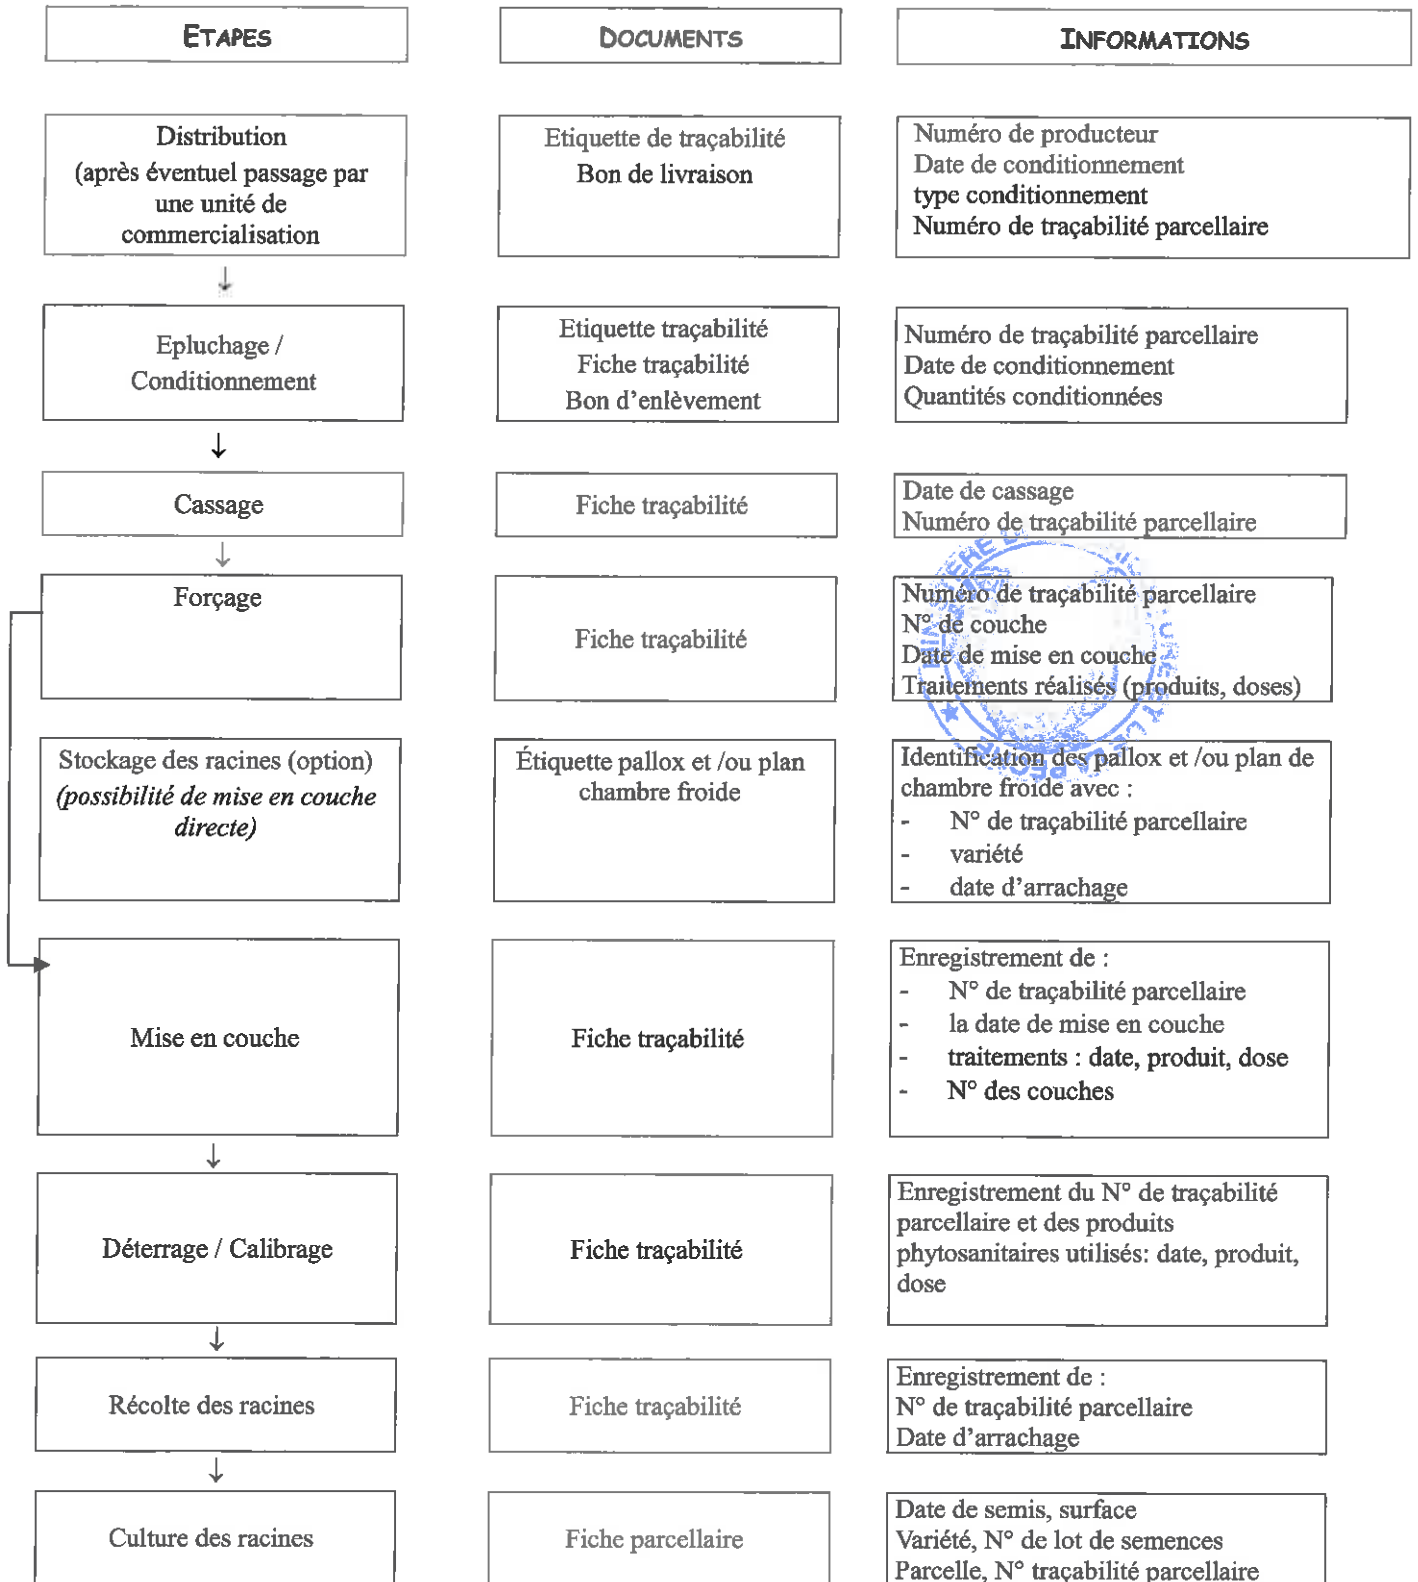 ETAPES
DOCUMENTS
INFORMATIONS
Distribution
(après éventuel passage par
une unité de
commercialisation
Etiquette de traçabilité
Bon de livraison
Numéro de producteur
Date de conditionnement
type conditionnement
Numéro de traçabilité parcellaire
↓
Epluchage /
Conditionnement
Etiquette traçabilité
Fiche traçabilité
Bon d'enlèvement
Numéro de traçabilité parcellaire
Date de conditionnement
Quantités conditionnées
↓
Cassage
Fiche traçabilité
Date de cassage
Numéro de traçabilité parcellaire
↓
Forçage
Fiche traçabilité
Numéro de traçabilité parcellaire
N° de couche
Date de mise en couche
Traitements réalisés (produits, doses)
Stockage des racines (option)
(possibilité de mise en couche
directe)
Étiquette pallox et /ou plan
chambre froide
Identification des pallox et /ou plan de
chambre froide avec :
- N° de traçabilité parcellaire
- variété
- date d'arrachage
Mise en couche
Fiche traçabilité
Enregistrement de :
- N° de traçabilité parcellaire
- la date de mise en couche
- traitements : date, produit, dose
- N° des couches
↓
Déterrage / Calibrage
Fiche traçabilité
Enregistrement du N° de traçabilité
parcellaire et des produits
phytosanitaires utilisés: date, produit,
dose
↓
Récolte des racines
Fiche traçabilité
Enregistrement de :
N° de traçabilité parcellaire
Date d'arrachage
↓
Culture des racines
Fiche parcellaire
Date de semis, surface
Variété, N° de lot de semences
Parcelle, N° traçabilité parcellaire